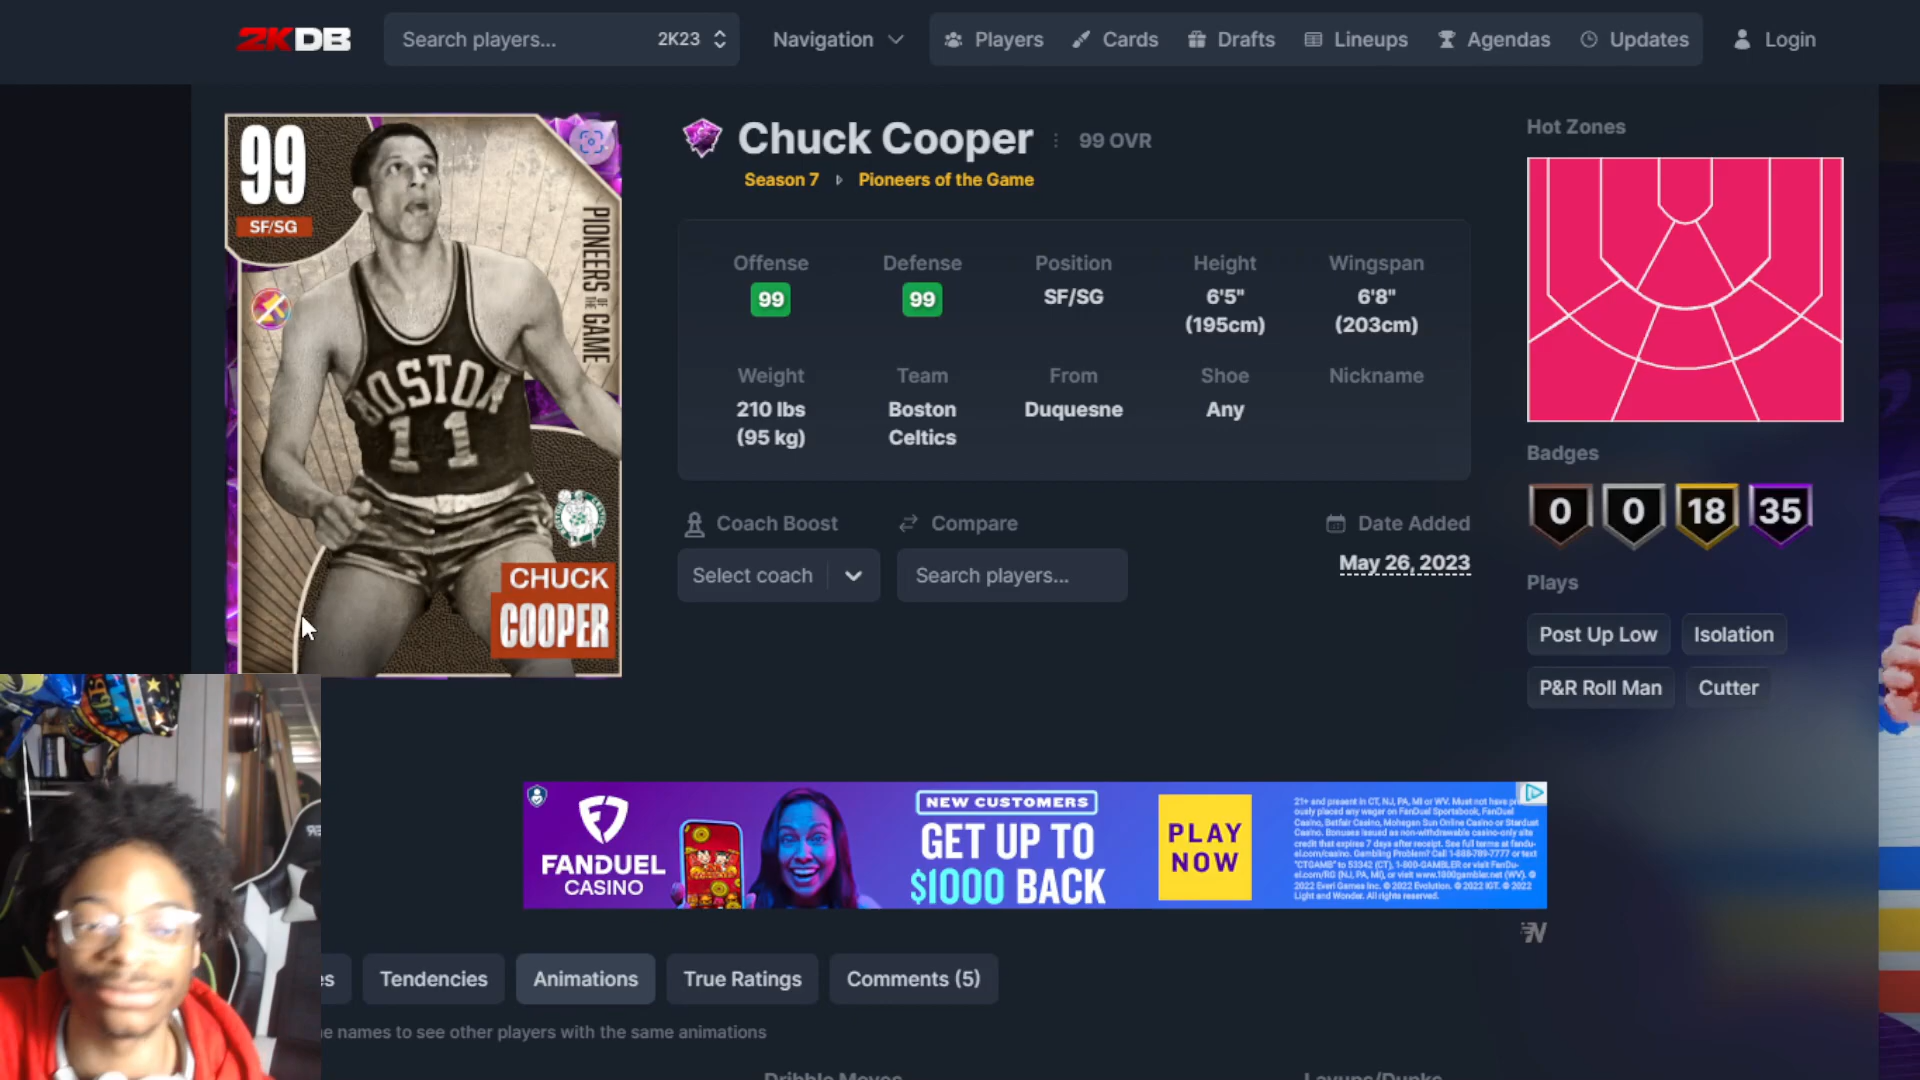 2KDB
Search players...
2K23
Navigation
Players
Cards
Drafts
Lineups
Agendas
Updates
Login
99
SF/SG
PIONEERS OF THE GAME
BOSTON
11
CHUCK
COOPER
Chuck Cooper
99 OVR
Season 7
Pioneers of the Game
Offense
99
Defense
99
Position
SF/SG
Height
6'5"
(195cm)
Wingspan
6'8"
(203cm)
Weight
210 lbs
(95 kg)
Team
Boston
Celtics
From
Duquesne
Shoe
Any
Nickname
Coach Boost
Select coach
Compare
Search players...
Date Added
May 26, 2023
Hot Zones
Badges
0
0
18
35
Plays
Post Up Low
Isolation
P&R Roll Man
Cutter
FANDUEL
CASINO
NEW CUSTOMERS
GET UP TO
$1000 BACK
PLAY
NOW
es
Tendencies
Animations
True Ratings
Comments (5)
e names to see other players with the same animations
Dribble Moves
Layups/Dunks